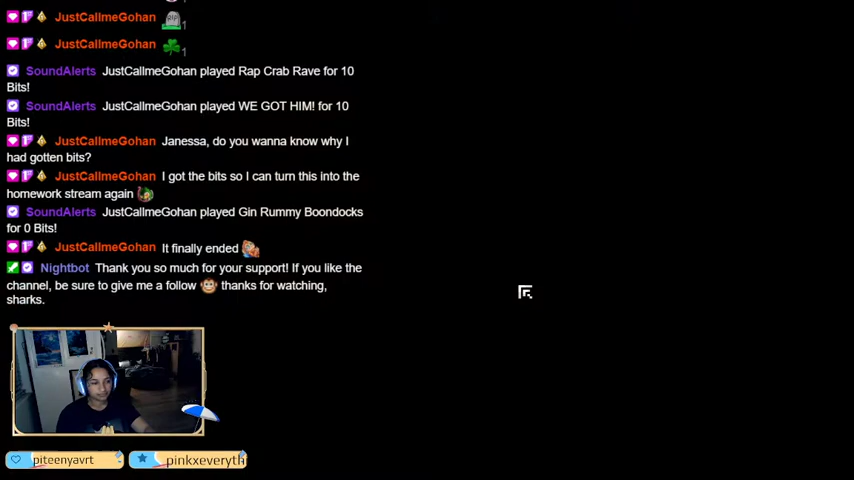 JustCallmeGohan 1
JustCallmeGohan 1
SoundAlerts JustCallmeGohan played Rap Crab Rave for 10
Bits!
SoundAlerts JustCallmeGohan played WE GOT HIM! for 10
Bits!
JustCallmeGohan Janessa, do you wanna know why I
had gotten bits?
JustCallmeGohan I got the bits so I can turn this into the
homework stream again
SoundAlerts JustCallmeGohan played Gin Rummy Boondocks
for 0 Bits!
JustCallmeGohan It finally ended
Nightbot Thank you so much for your support! If you like the
channel, be sure to give me a follow thanks for watching,
sharks.
piteenyavrt pinkxeveryth